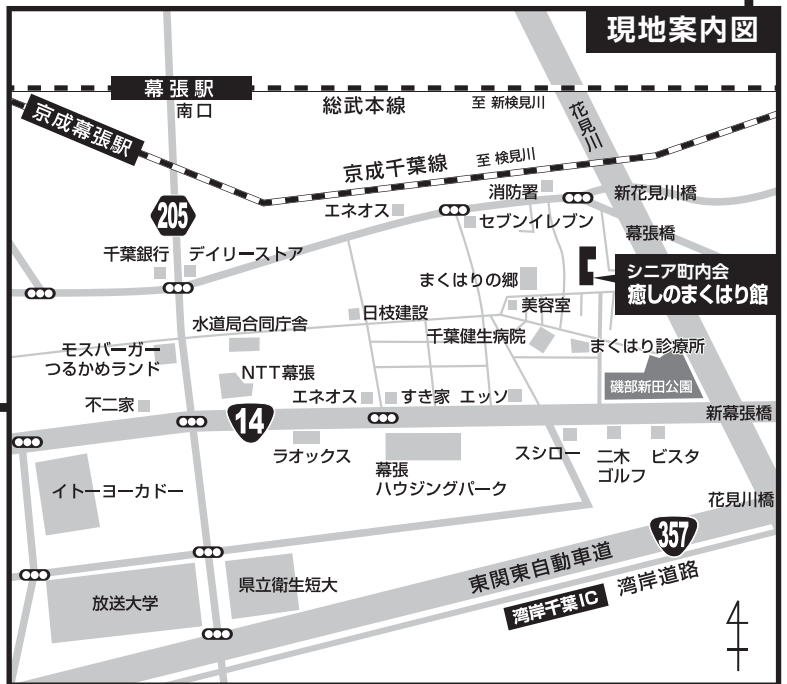 現地案内図
幕張駅
南口
総武本線
至 新検見川
花見川
京成幕張駅
京成千葉線
至 検見川
消防署
新花見川橋
205
エネオス
セブンイレブン
幕張橋
千葉銀行
デイリーストア
シニア町内会
癒しのまくはり館
まくはりの郷
美容室
日枝建設
水道局合同庁舎
千葉健生病院
まくはり診療所
モスバーガー
つるかめランド
NTT幕張
磯部新田公園
不二家
エネオス
すき家
エッソ
14
新幕張橋
ラオックス
スシロー
二木
ゴルフ
ビスタ
幕張
ハウジングパーク
イトーヨーカドー
花見川橋
357
東関東自動車道
湾岸道路
県立衛生短大
放送大学
湾岸千葉IC